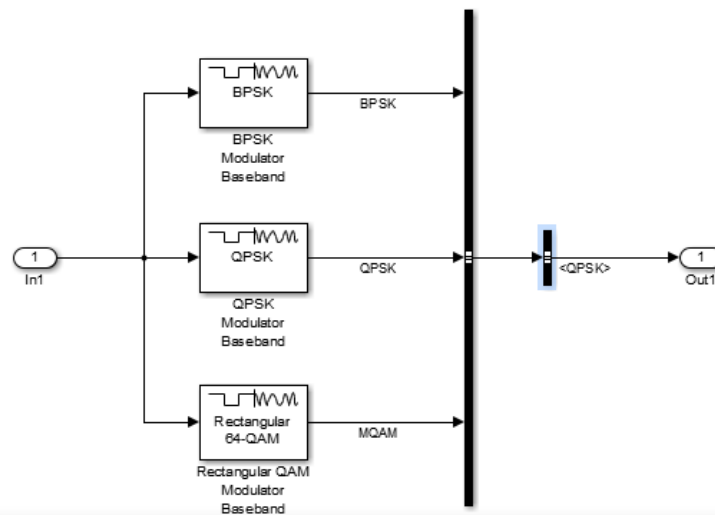 BPSK
BPSK
BPSK
Modulator
Baseband
1
In1
QPSK
QPSK
<QPSK>
1
Out1
QPSK
Modulator
Baseband
Rectangular
64-QAM
MQAM
Rectangular QAM
Modulator
Baseband